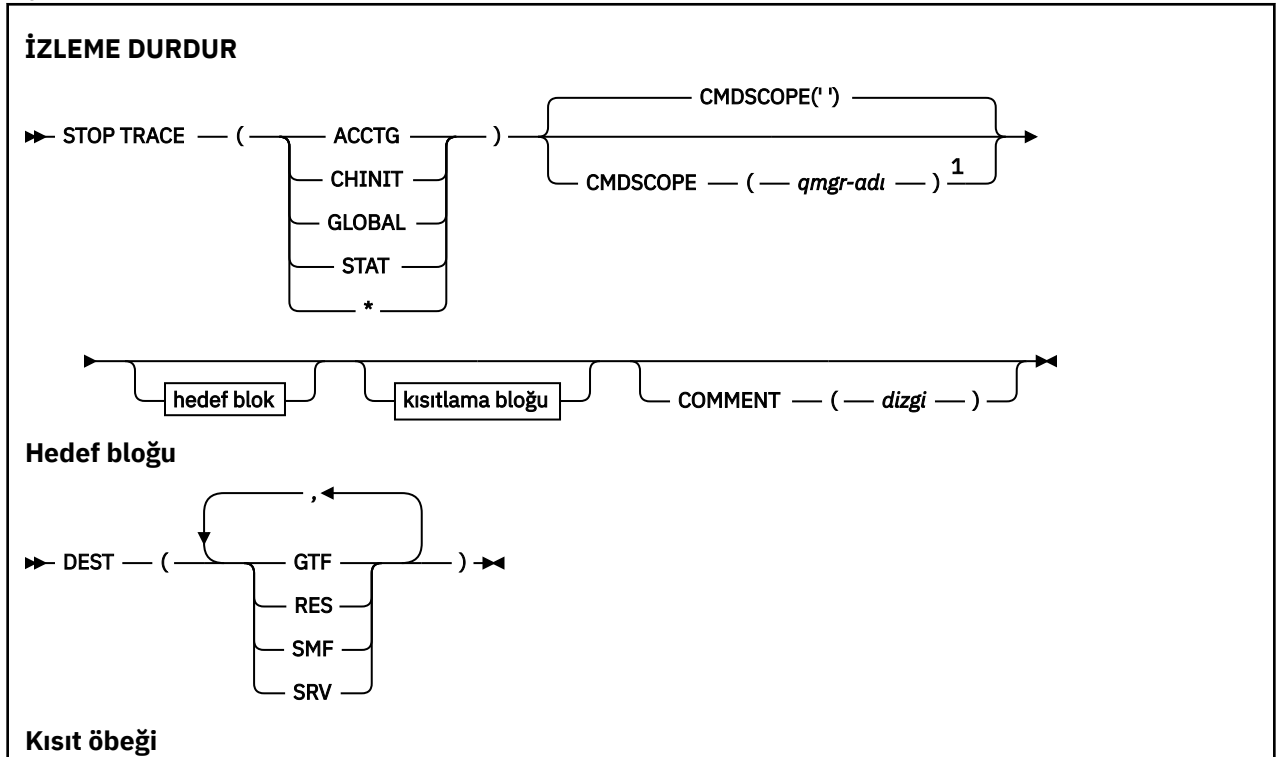 İZLEME DURDUR
CMDSCOPE(' ')
STOP TRACE ( ACCTG )
CMDSCOPE ( qmgr-adı ) 1
CHINIT
GLOBAL
STAT
*
hedef blok kısıtlama bloğu COMMENT ( dizgi )
Hedef bloğu
,
DEST ( GTF )
RES
SMF
SRV
Kısıt öbeği